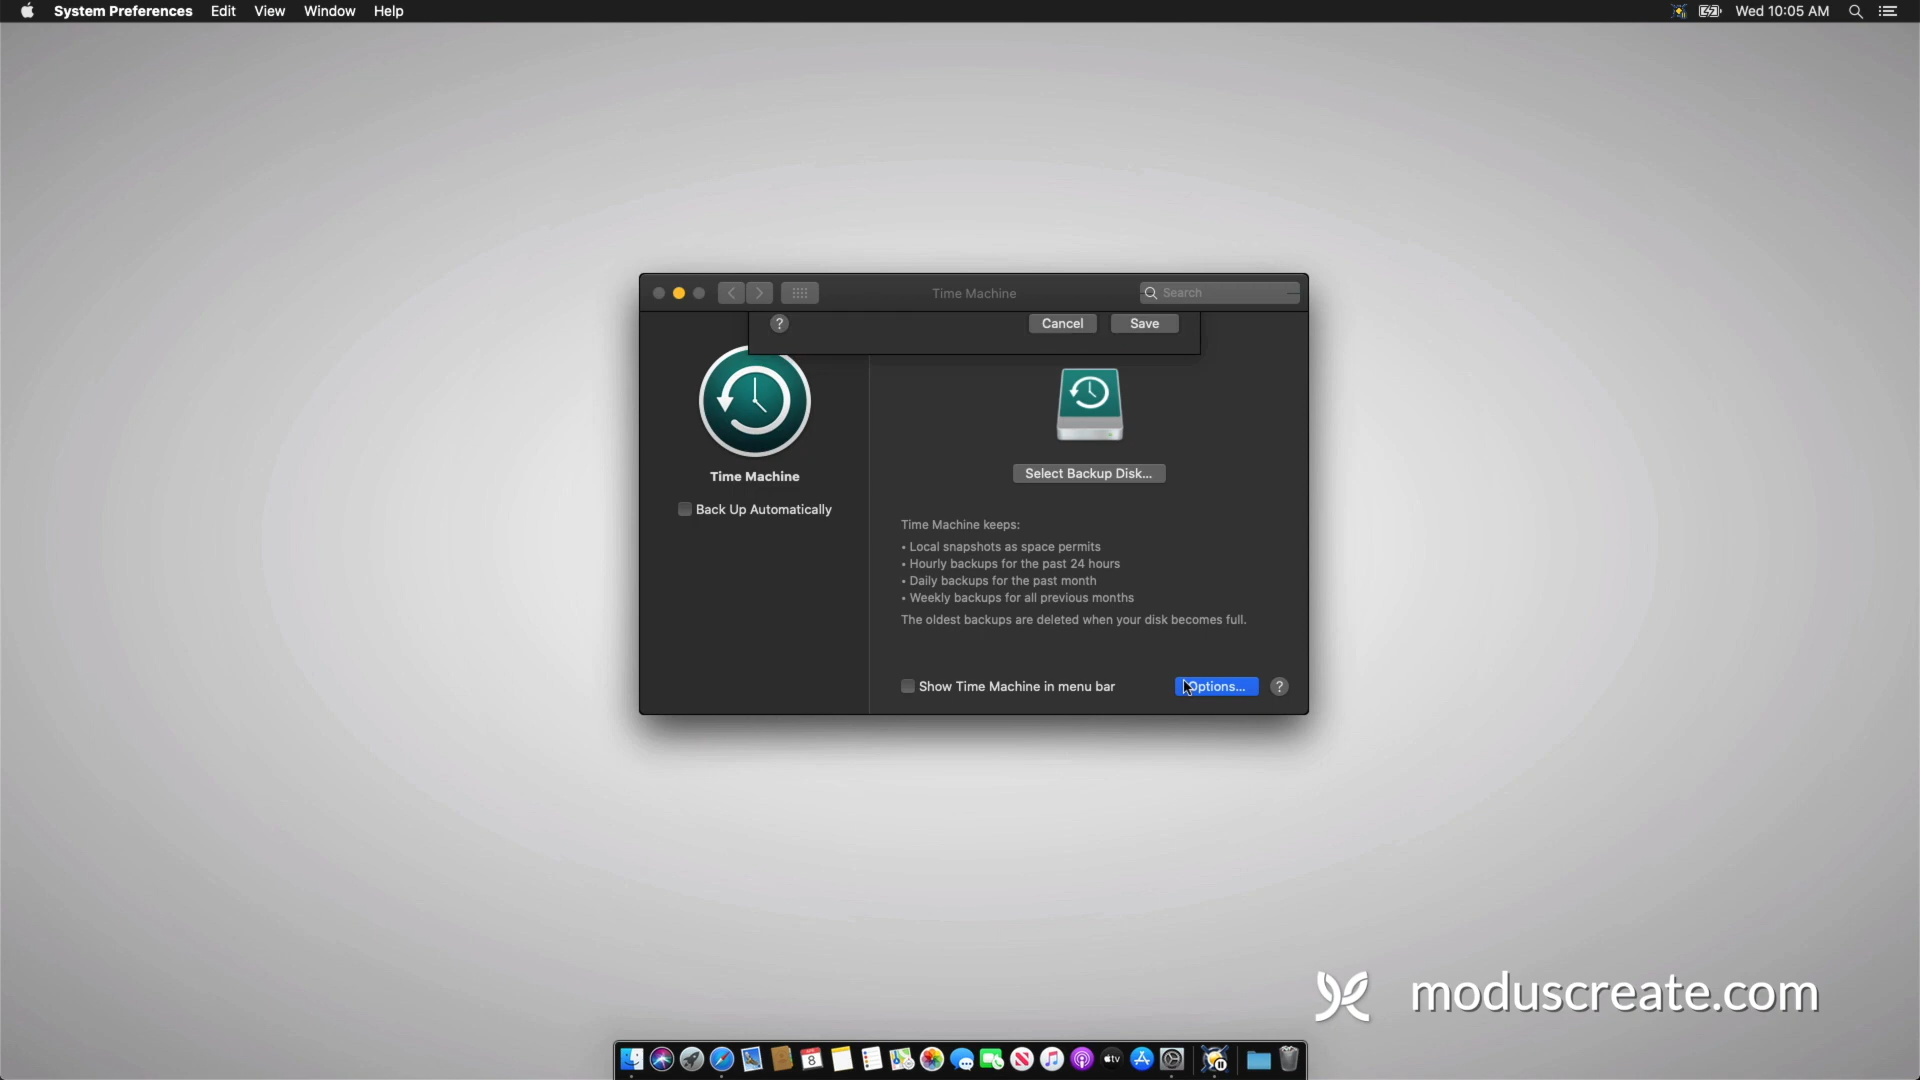 System Preferences Edit View Window Help
Wed 10:05 AM
Time Machine
Search
?
Cancel
Save
Time Machine
Back Up Automatically
Select Backup Disk...
Time Machine keeps:
• Local snapshots as space permits
• Hourly backups for the past 24 hours
• Daily backups for the past month
• Weekly backups for all previous months
The oldest backups are deleted when your disk becomes full.
Show Time Machine in menu bar
Options...
?
moduscreate.com
8
tv